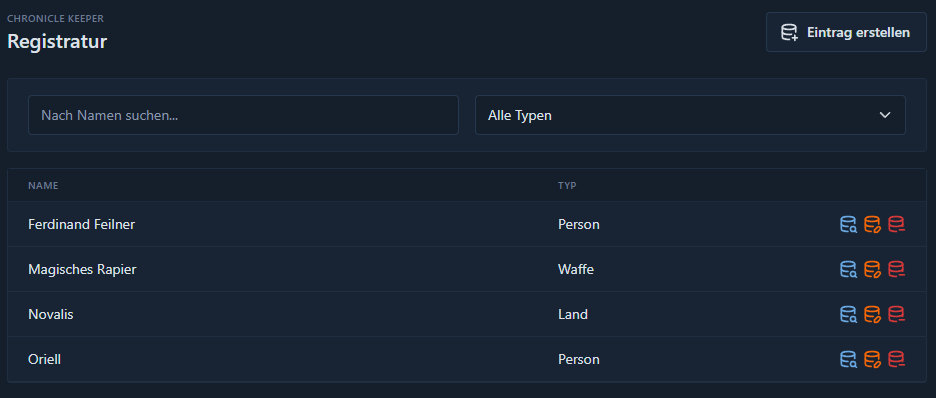 CHRONICLE KEEPER
Registratur
Eintrag erstellen
Nach Namen suchen...
Alle Typen
NAME TYP
Ferdinand Feilner Person
Magisches Rapier Waffe
Novalis Land
Oriell Person